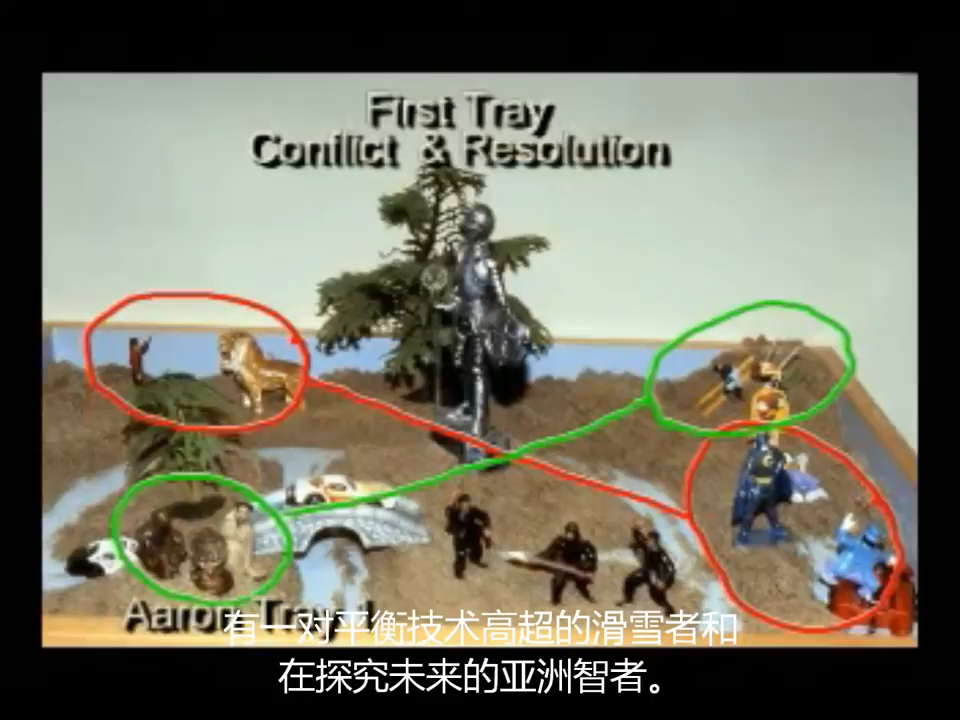 First Tray
Conflict & Resolution
Aaron Tray I
有一对平衡技术高超的滑雪者和
在探究未来的亚洲智者。